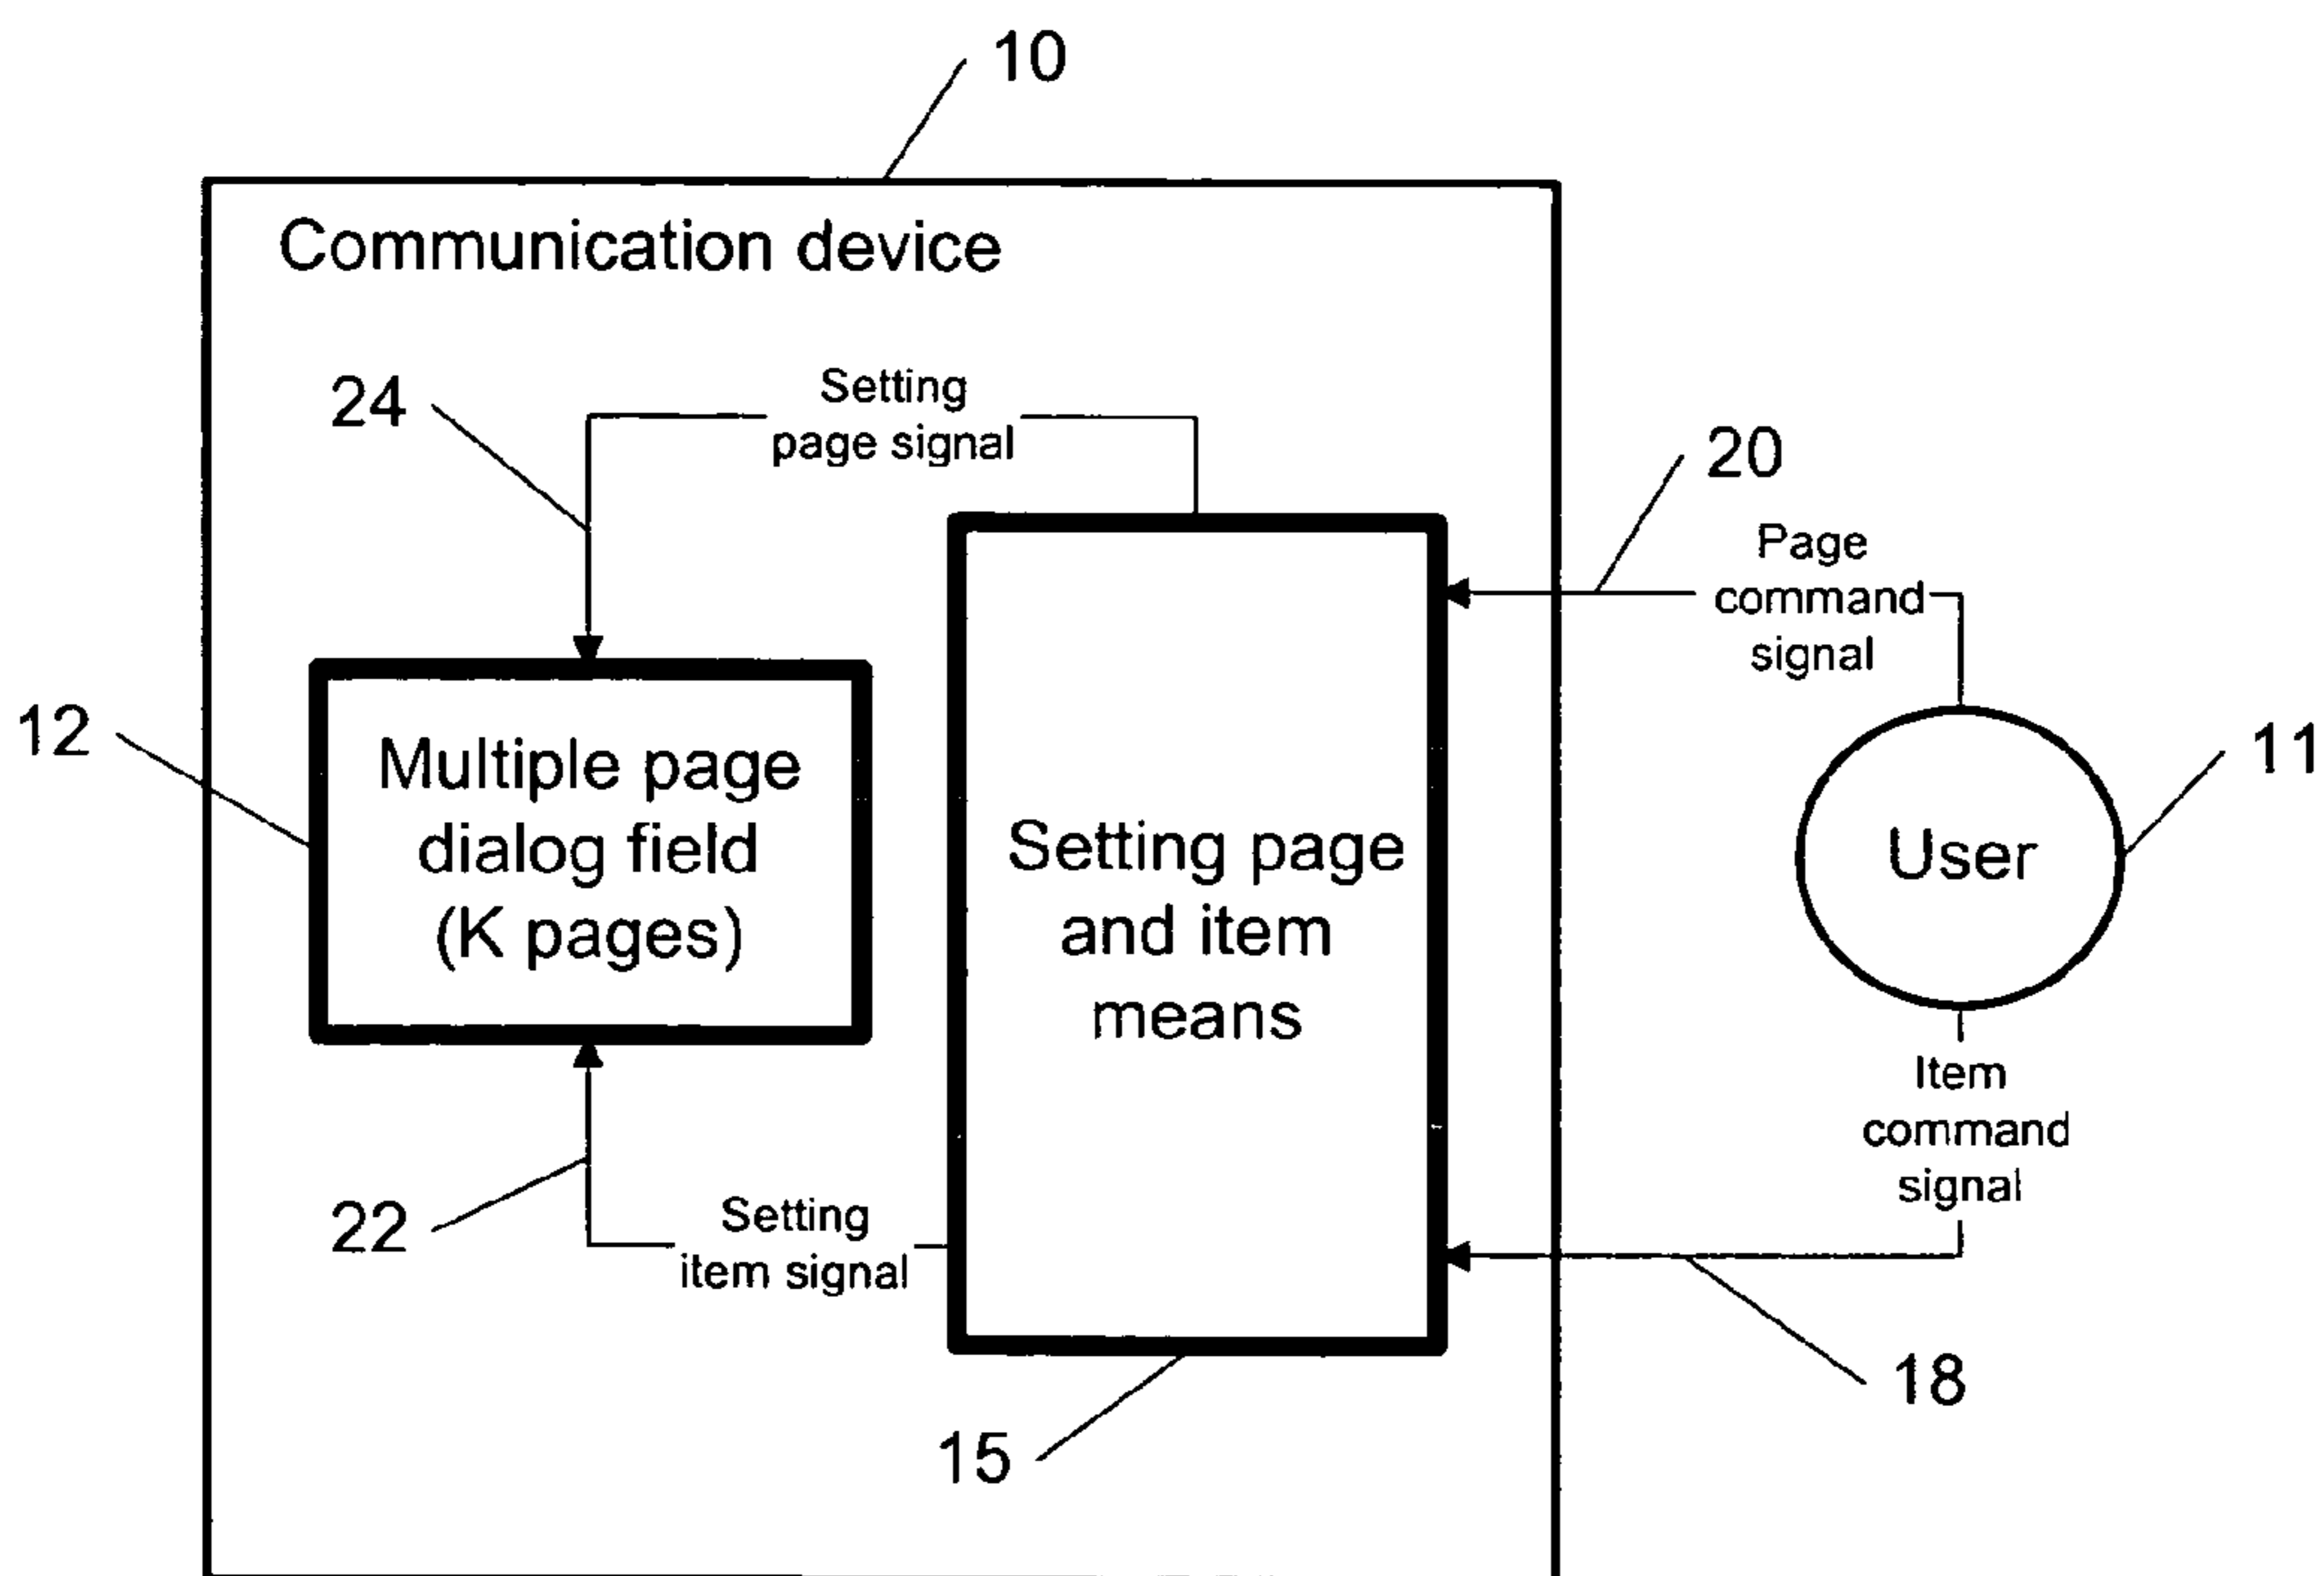 10
Communication device
24
Setting
page signal
20
Page
command
signal
12
Multiple page
dialog field
(K pages)
Setting page
and item
means
User
11
Item
command
signal
22
Setting
item signal
18
15